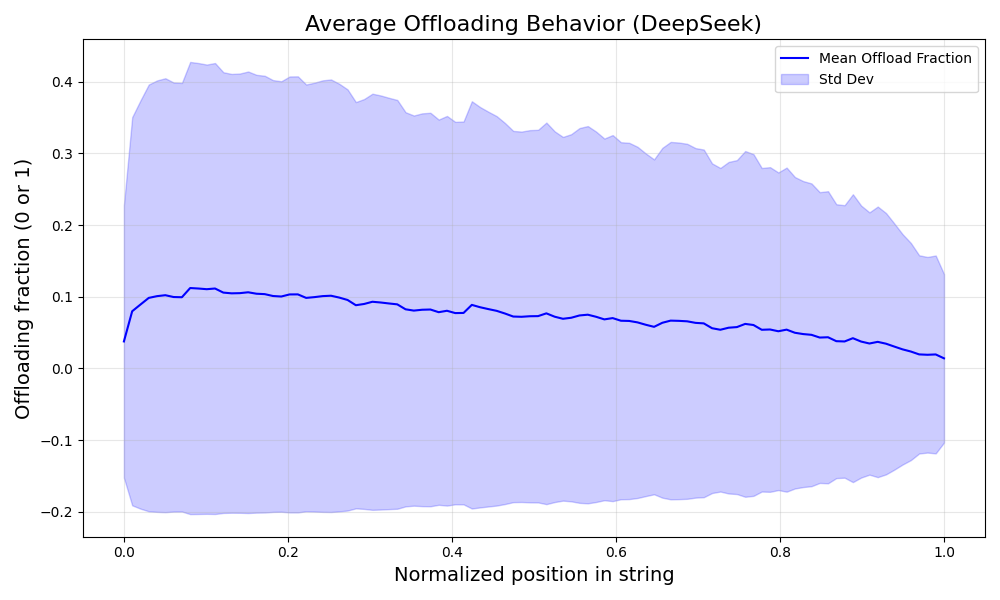 Average Offloading Behavior (DeepSeek)
Mean Offload Fraction
Std Dev
Offloading fraction (0 or 1)
0.4
0.3
0.2
0.1
0.0
−0.1
−0.2
0.0 0.2 0.4 0.6 0.8 1.0
Normalized position in string